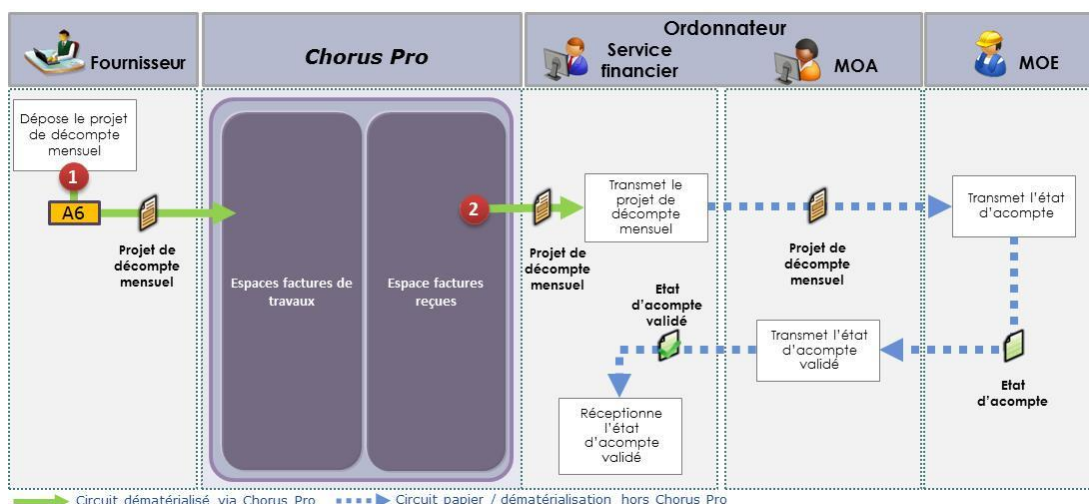 Fournisseur
Chorus Pro
Ordonnateur
Service
financier
MOA
MOE
Dépose le projet
de décompte
mensuel
1
A6
Projet de
décompte
mensuel
Espaces factures de
travaux
Espace factures
reçues
2
Projet de
décompte
mensuel
Transmet le
projet de
décompte
mensuel
Projet de
décompte
mensuel
Transmet l'état
d'acompte
Etat
d'acompte
Transmet l'état
d'acompte
validé
Etat
d'acompte
validé
Réceptionne
l'état
d'acompte
validé
Circuit dématérialisé via Chorus Pro
Circuit papier / dématérialisation hors Chorus Pro